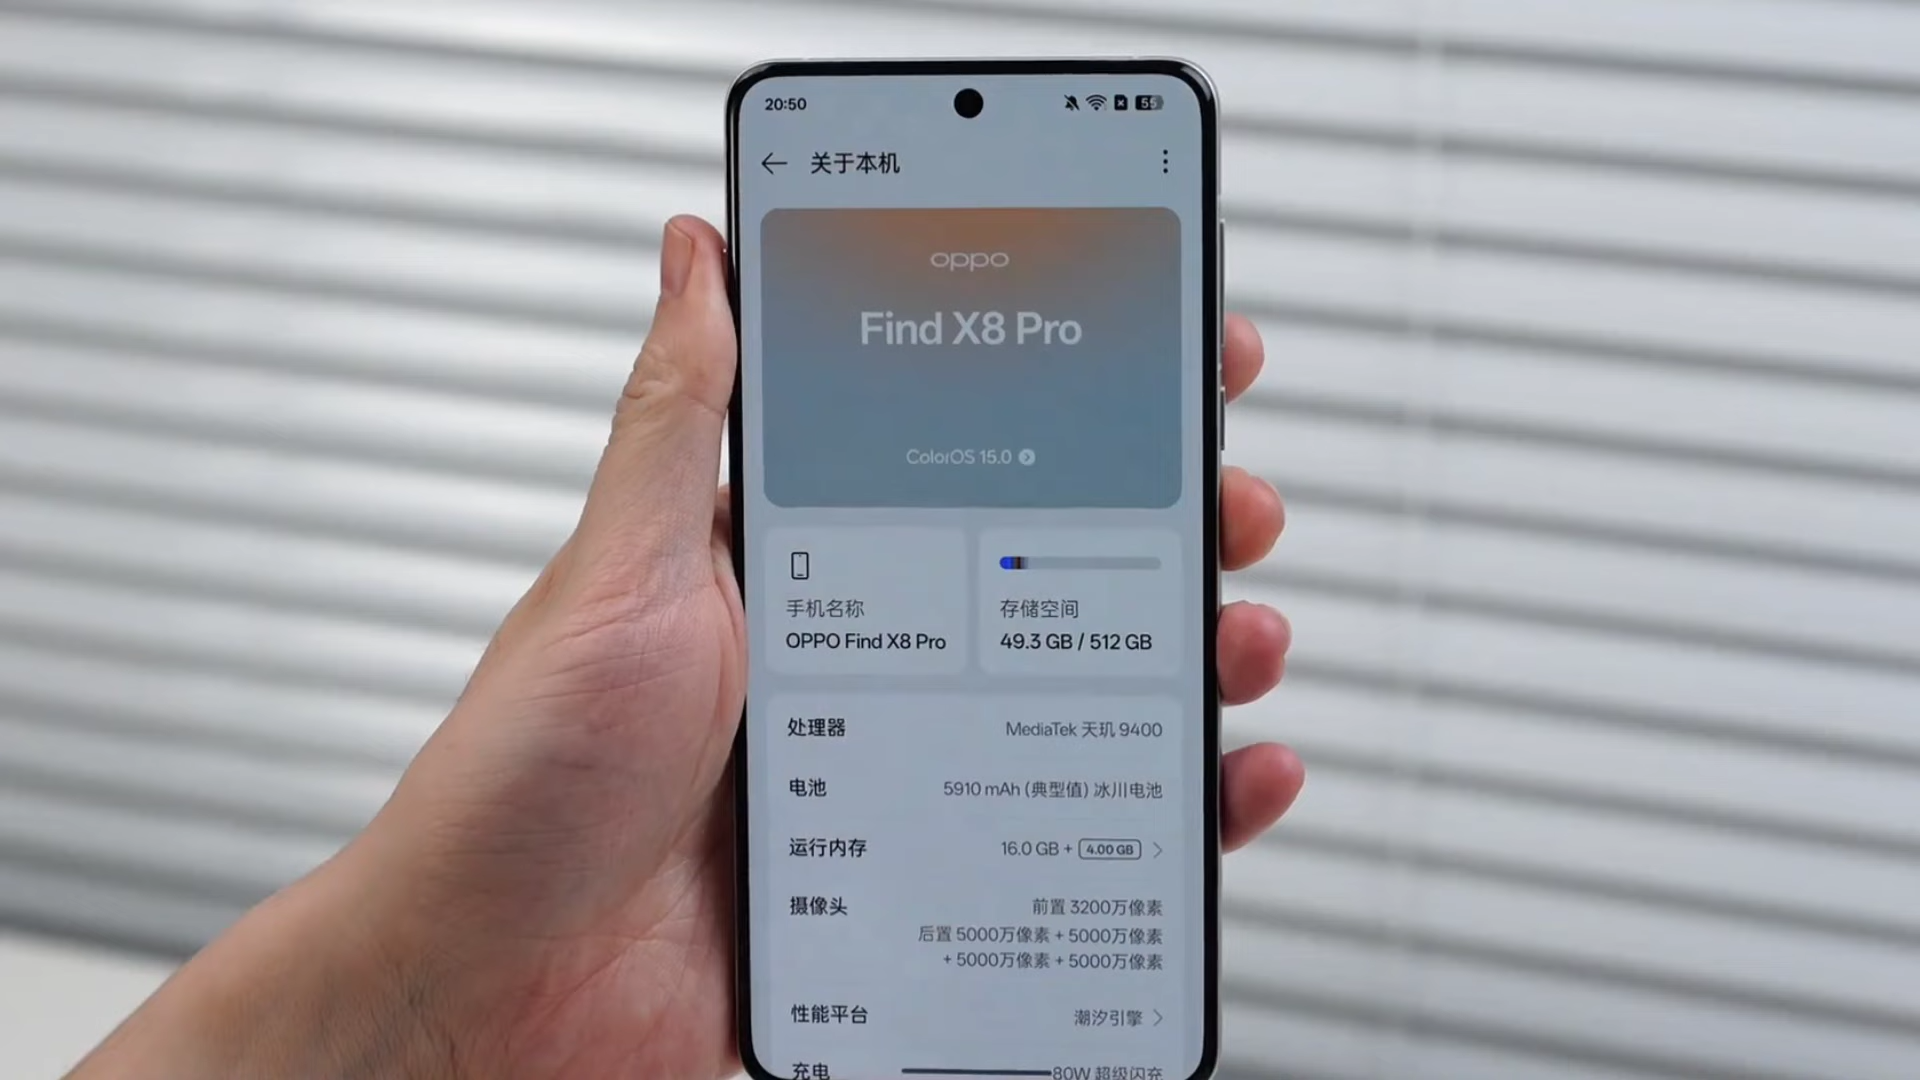 20:50
55
关于本机
oppo
Find X8 Pro
ColorOS 15.0
手机名称
OPPO Find X8 Pro
存储空间
49.3 GB / 512 GB
处理器
MediaTek 天玑 9400
电池
5910 mAh (典型值) 冰川电池
运行内存
16.0 GB + 4.00 GB
摄像头
前置 3200万像素
后置 5000万像素 + 5000万像素
+ 5000万像素 + 5000万像素
性能平台
潮汐引擎
充电
80W 超级闪充